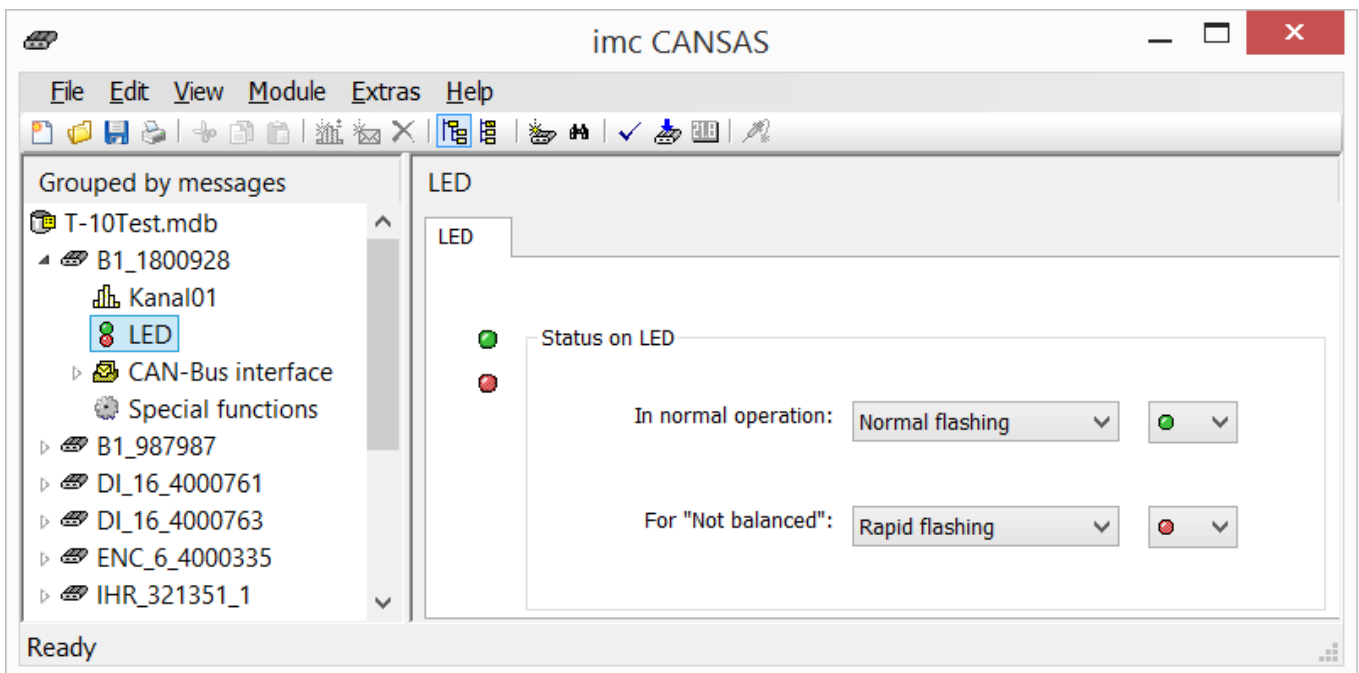 imc CANSAS
File Edit View Module Extras Help
Grouped by messages
T-10Test.mdb
B1_1800928
Kanal01
LED
CAN-Bus interface
Special functions
B1_987987
DI_16_4000761
DI_16_4000763
ENC_6_4000335
IHR_321351_1
LED
LED
Status on LED
In normal operation: Normal flashing
For "Not balanced": Rapid flashing
Ready